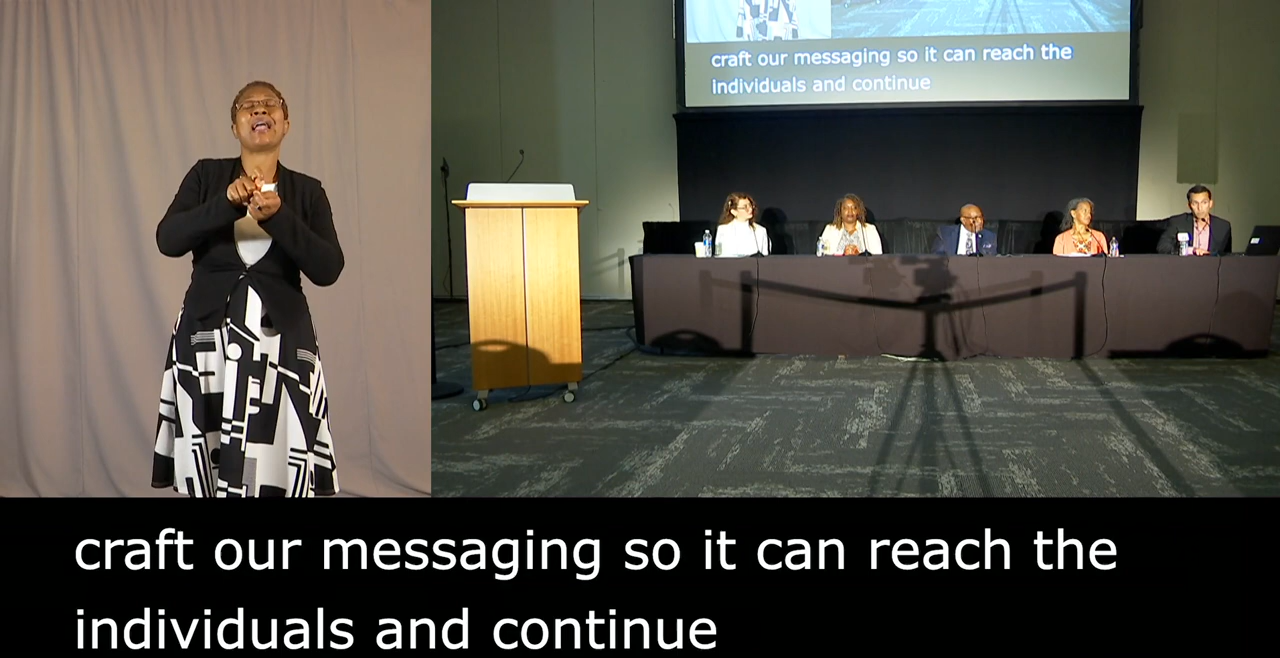 craft our messaging so it can reach the
individuals and continue
craft our messaging so it can reach the
individuals and continue